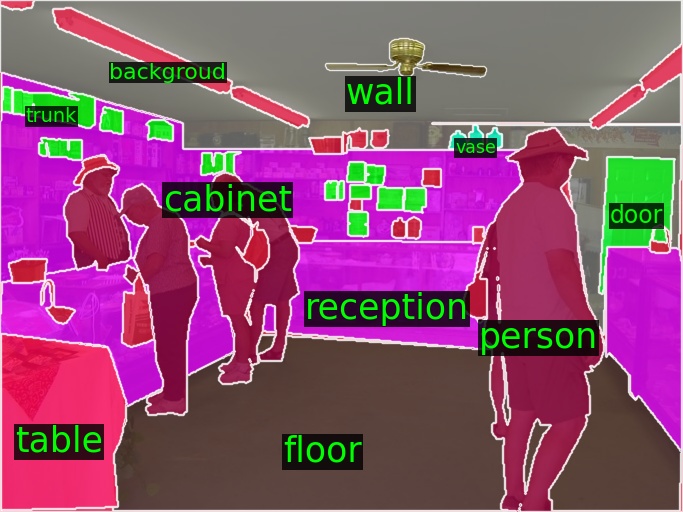 backgroud
wall
trunk
vase
cabinet
door
reception
person
table
floor